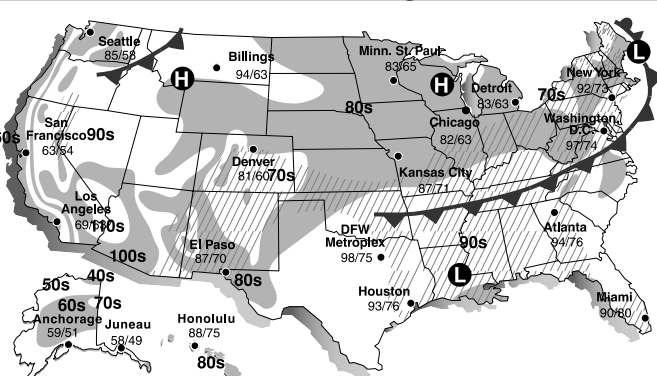 Seattle
85/58
Billings
94/63
H
Minn. St. Paul
83/65
H
Detroit
83/63
L
New York
92/73
70s
80s
Chicago
82/63
Washington,
D.C.
97/74
San
Francisco
63/54
90s
Denver
81/60
70s
Kansas City
87/71
Los
Angeles
110s
100s
El Paso
87/70
80s
DFW
Metroplex
98/75
90s
Atlanta
94/76
L
Houston
93/76
Miami
90/80
50s
40s
60s
70s
Anchorage
59/51
Juneau
58/49
Honolulu
88/75
80s